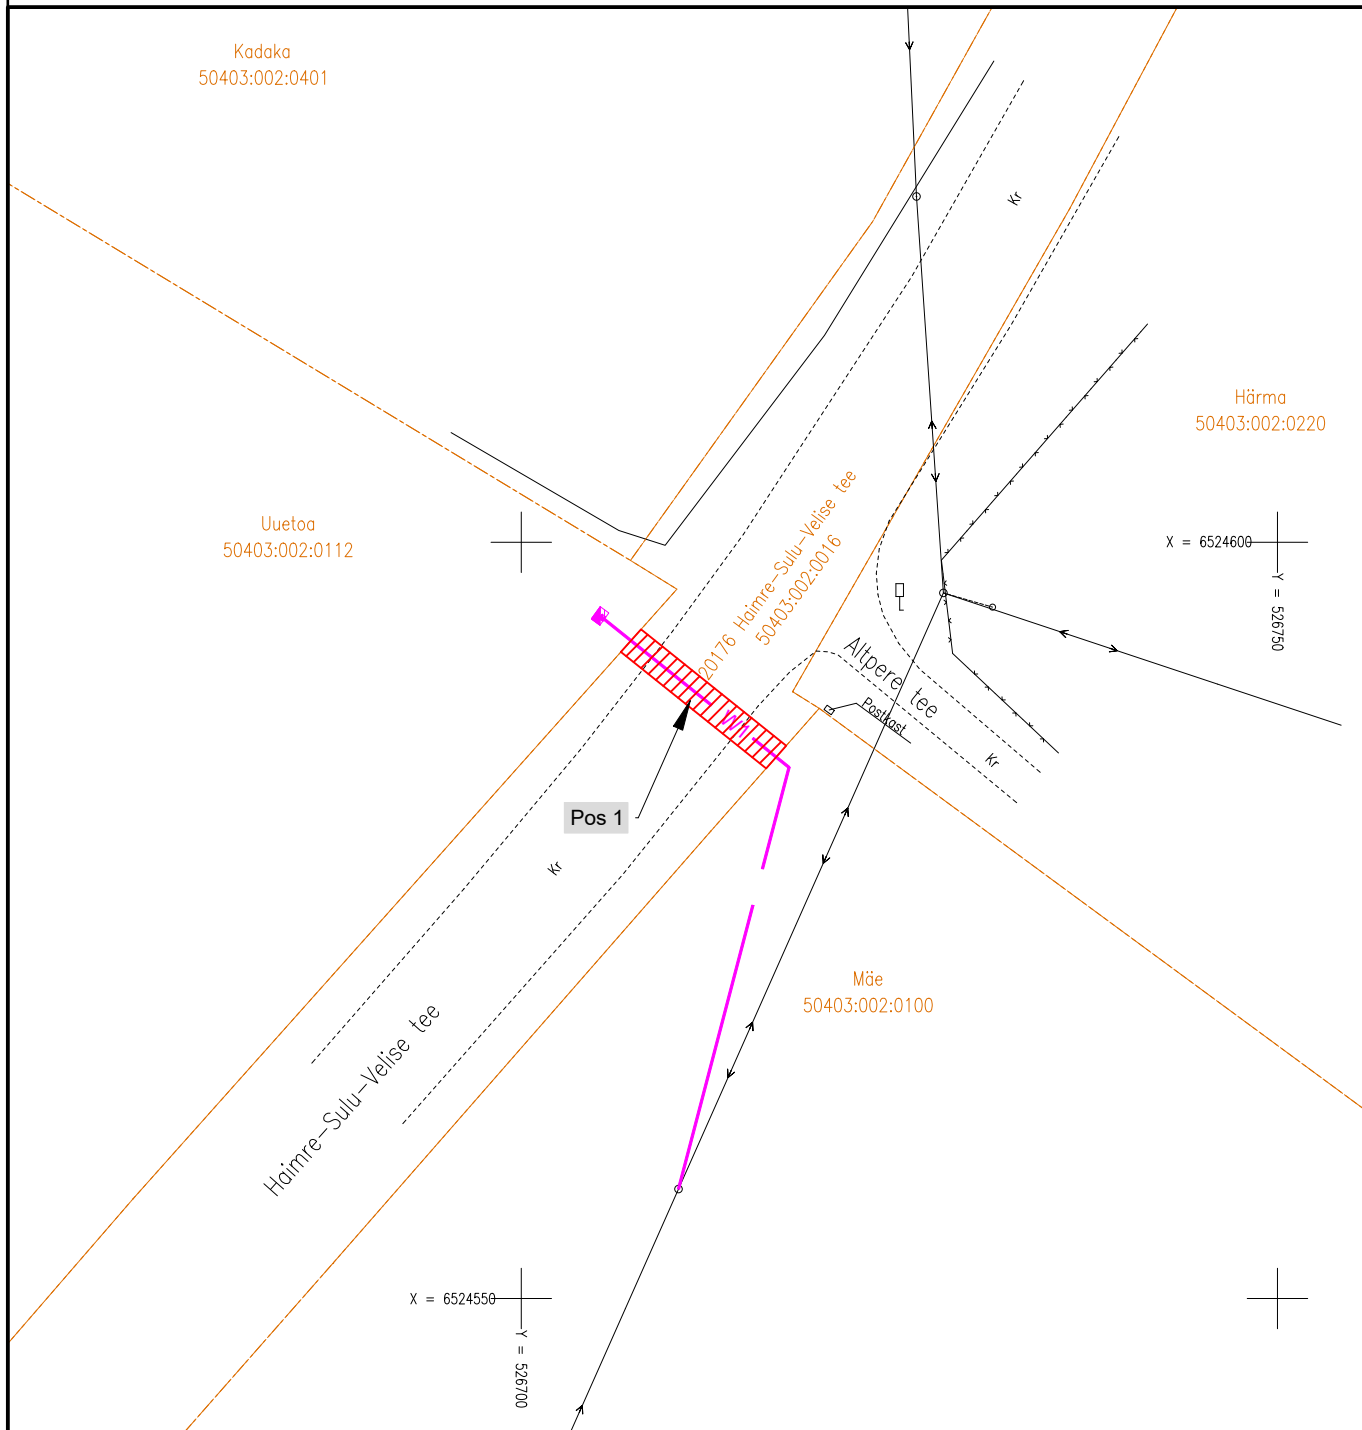 Kadaka
50403:002:0401
Kr
Härma
50403:002:0220
Uuetoa
50403:002:0112
X = 6524600
Y = 526750
20176 Haimre-Sulu-Velise tee
50403:002:0016
Altpere tee
Postkast
W1
Kr
Pos 1
Kr
Mäe
50403:002:0100
Haimre-Sulu-Velise tee
X = 6524550
Y = 526700